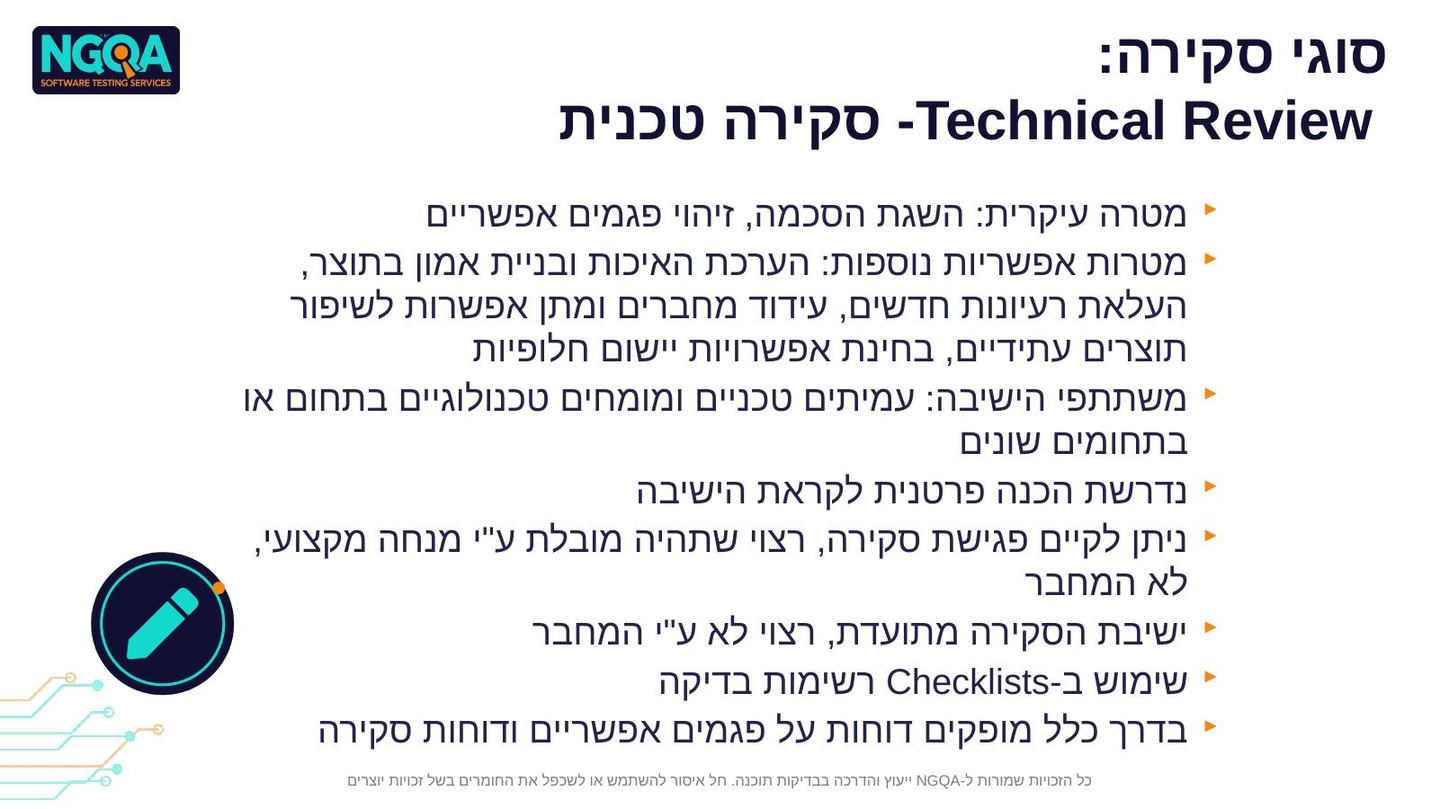 NGQA
SOFTWARE TESTING SERVICES
סוגי סקירה:
Technical Review- סקירה טכנית
מטרה עיקרית: השגת הסכמה, זיהוי פגמים אפשריים
מטרות אפשריות נוספות: הערכת האיכות ובניית אמון בתוצר,
העלאת רעיונות חדשים, עידוד מחברים ומתן אפשרות לשיפור
תוצרים עתידיים, בחינת אפשרויות יישום חלופיות
משתתפי הישיבה: עמיתים טכניים ומומחים טכנולוגיים בתחום או
בתחומים שונים
נדרשת הכנה פרטנית לקראת הישיבה
ניתן לקיים פגישת סקירה, רצוי שתהיה מובלת ע"י מנחה מקצועי,
לא המחבר
ישיבת הסקירה מתועדת, רצוי לא ע"י המחבר
שימוש ב-Checklists רשימות בדיקה
בדרך כלל מופקים דוחות על פגמים אפשריים ודוחות סקירה
כל הזכויות שמורות ל-NGQA ייעוץ והדרכה בבדיקות תוכנה. חל איסור להשתמש או לשכפל את החומרים בשל זכויות יוצרים